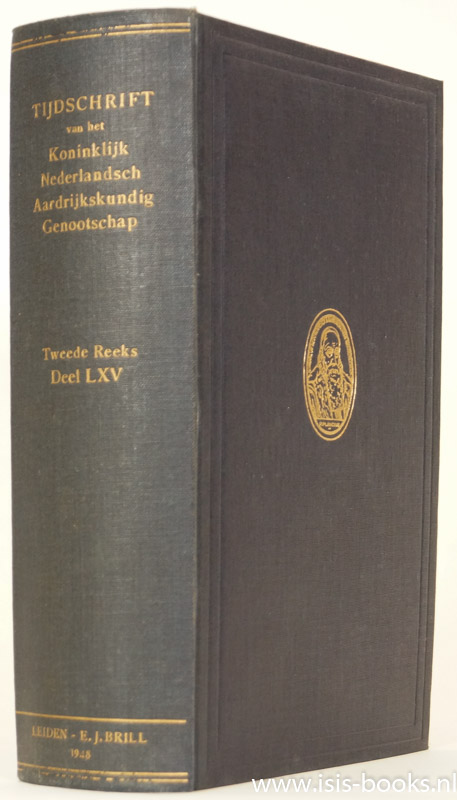 TIJDSCHRIFT
van het
Koninklijk
Nederlandsch
Aardrijkskundig
Genootschap
Tweede Reeks
Deel LXV
LEIDEN - E. J. BRILL
1948
www.isis-books.nl